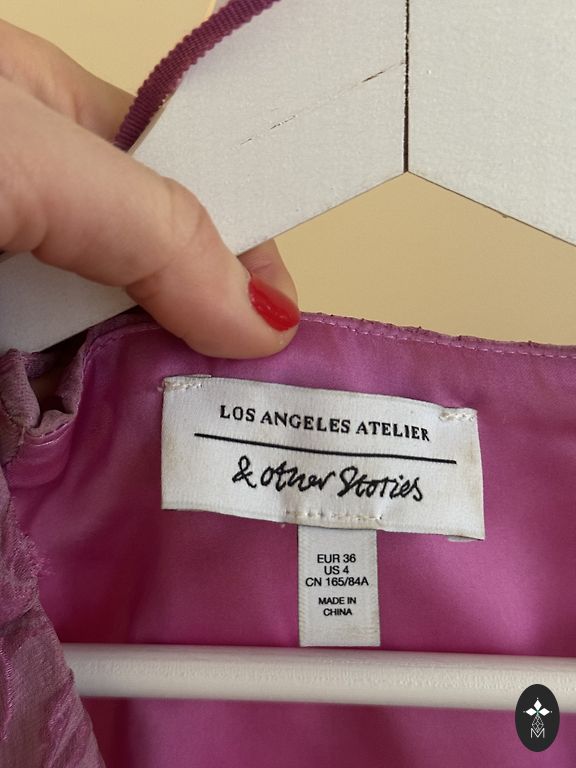 LOS ANGELES ATELIER
& other Stories
EUR 36
US 4
CN 165/84A
MADE IN
CHINA
M